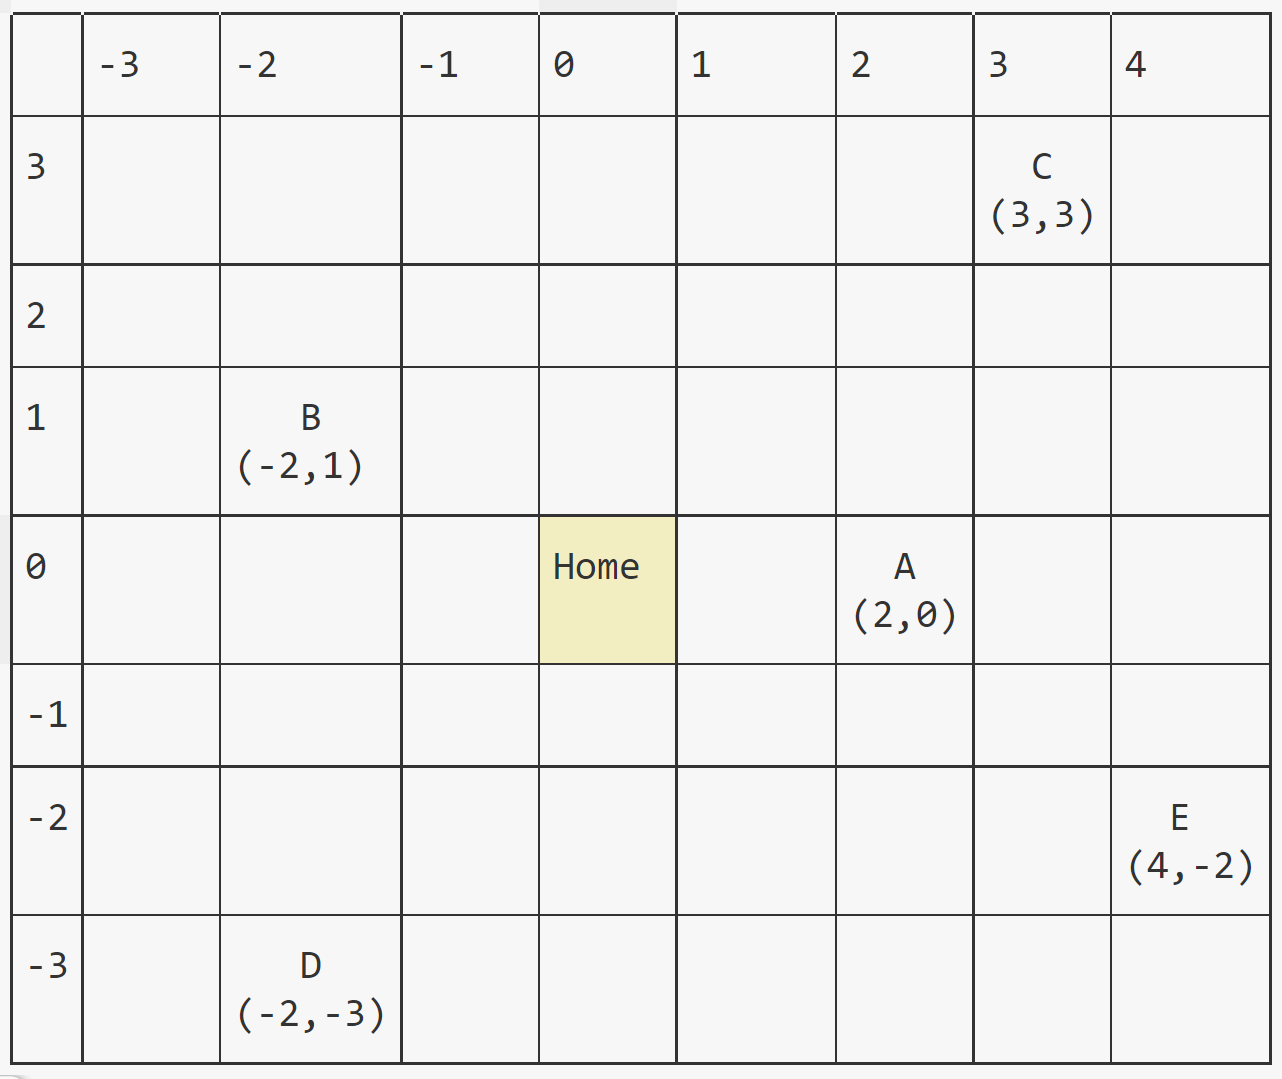 -3 -2 -1 0 1 2 3 4
3 C
(3,3)
2
1 B
(-2,1)
0 Home A
(2,0)
-1
-2 E
(4,-2)
-3 D
(-2,-3)